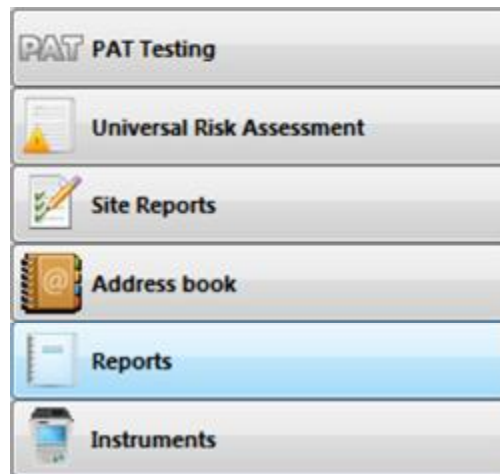 PAT PAT Testing
Universal Risk Assessment
Site Reports
@ Address book
Reports
Instruments